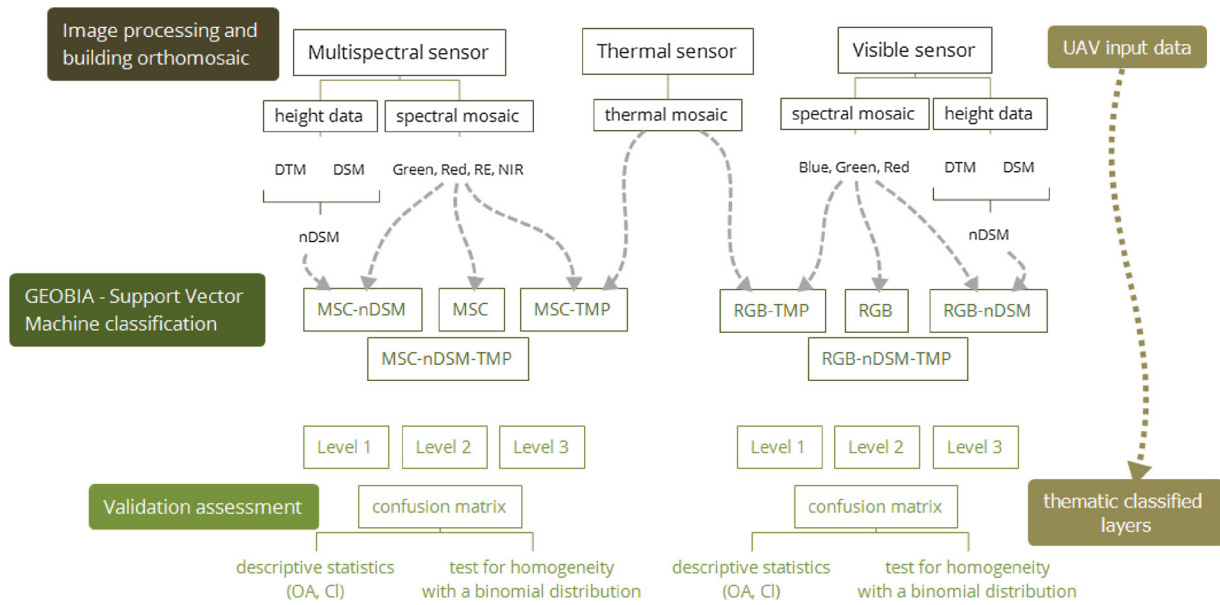 Image processing and
building orthomosaic
Multispectral sensor
Thermal sensor
Visible sensor
UAV input data
height data
spectral mosaic
thermal mosaic
spectral mosaic
height data
DTM DSM
Green, Red, RE, NIR
Blue, Green, Red
DTM DSM
nDSM
nDSM
GEOBIA - Support Vector
Machine classification
MSC-nDSM
MSC
MSC-TMP
RGB-TMP
RGB
RGB-nDSM
MSC-nDSM-TMP
RGB-nDSM-TMP
Level 1
Level 2
Level 3
Level 1
Level 2
Level 3
Validation assessment
confusion matrix
confusion matrix
thematic classified
layers
descriptive statistics
(OA, Cl)
test for homogeneity
with a binomial distribution
descriptive statistics
(OA, Cl)
test for homogeneity
with a binomial distribution